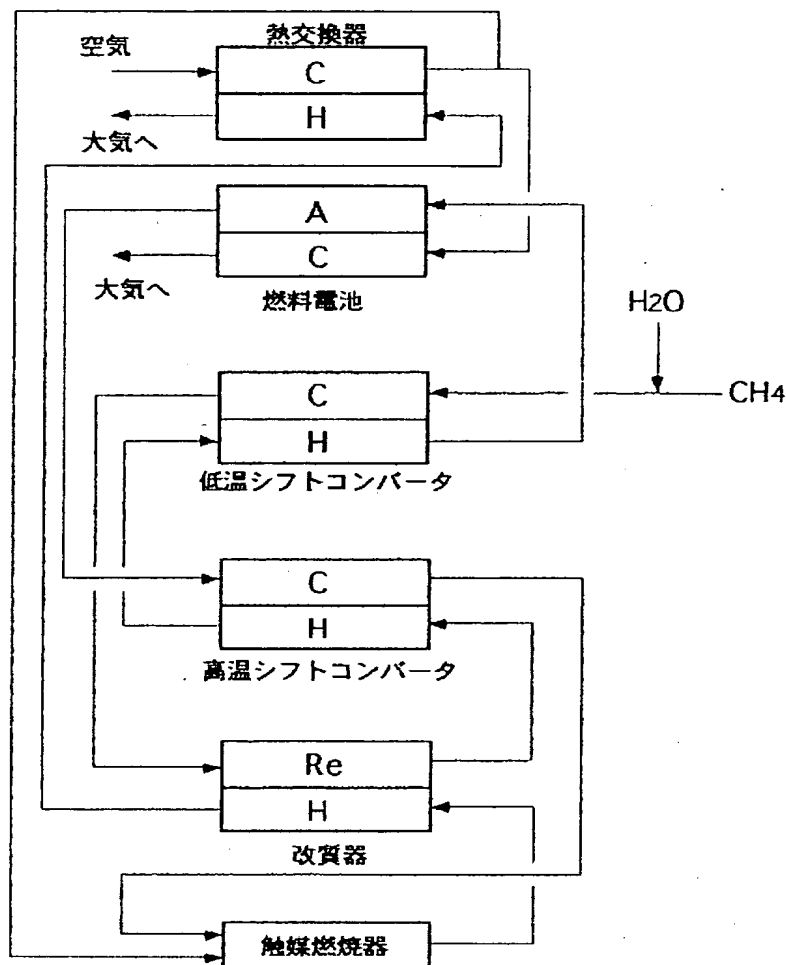 熱交換器
空気
C
H
大気へ
A
C
大気へ
燃料電池
H2O
CH4
C
H
低温シフトコンバータ
C
H
高温シフトコンバータ
Re
H
改質器
触媒燃焼器